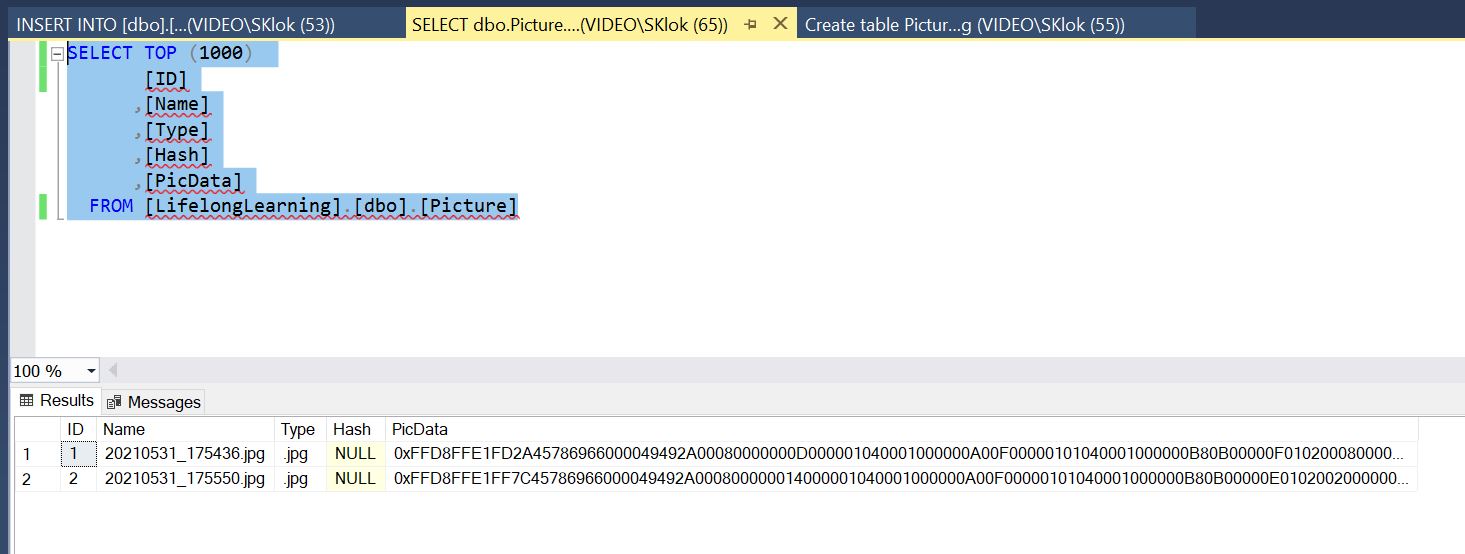 INSERT INTO [dbo].[...(VIDEO\SKlok (53)) SELECT dbo.Picture....(VIDEO\SKlok (65)) Create table Pictur...g (VIDEO\SKlok (55))
SELECT TOP (1000)
[ID]
,[Name]
,[Type]
,[Hash]
,[PicData]
FROM [LifelongLearning].[dbo].[Picture]
100 %
Results Messages
ID Name Type Hash PicData
1 1 20210531_175436.jpg .jpg NULL 0xFFD8FFE1FD2A45786966000049492A00080000000D000001040001000000A00F00000101040001000000B80B00000F010200080000...
2 2 20210531_175550.jpg .jpg NULL 0xFFD8FFE1FF7C45786966000049492A000800000014000001040001000000A00F00000101040001000000B80B00000E0102002000000...